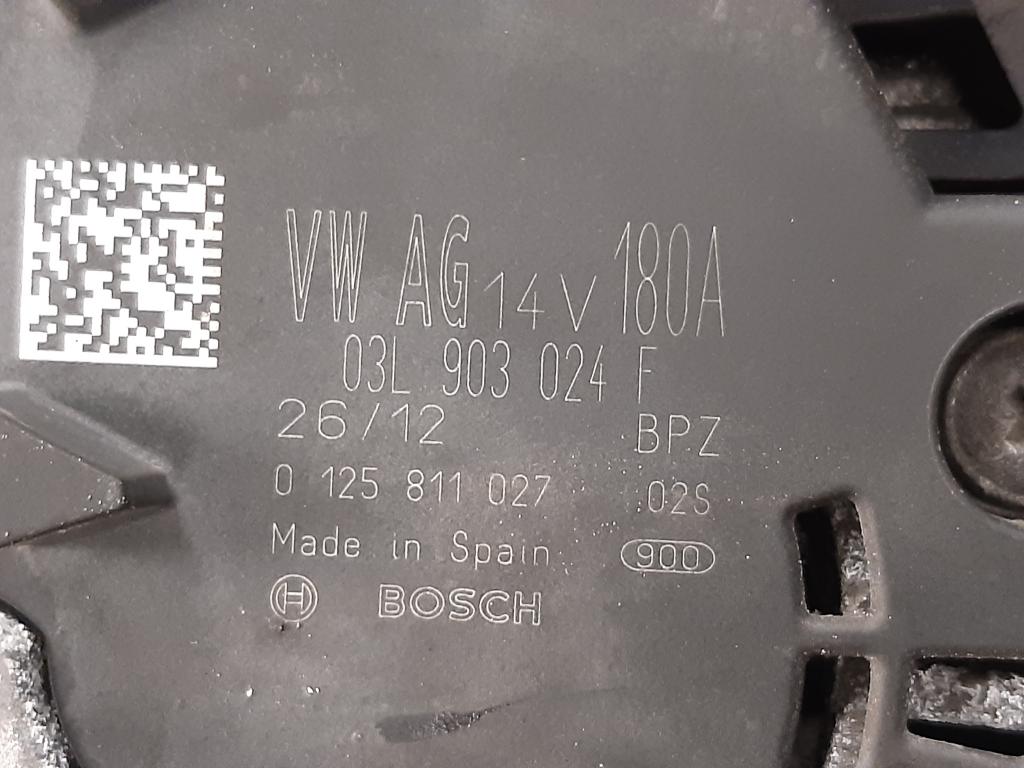 VW AG 14V 180A
03L 903 024 F
26/12 BPZ
0 125 811 027 02S
Made in Spain 900
BOSCH